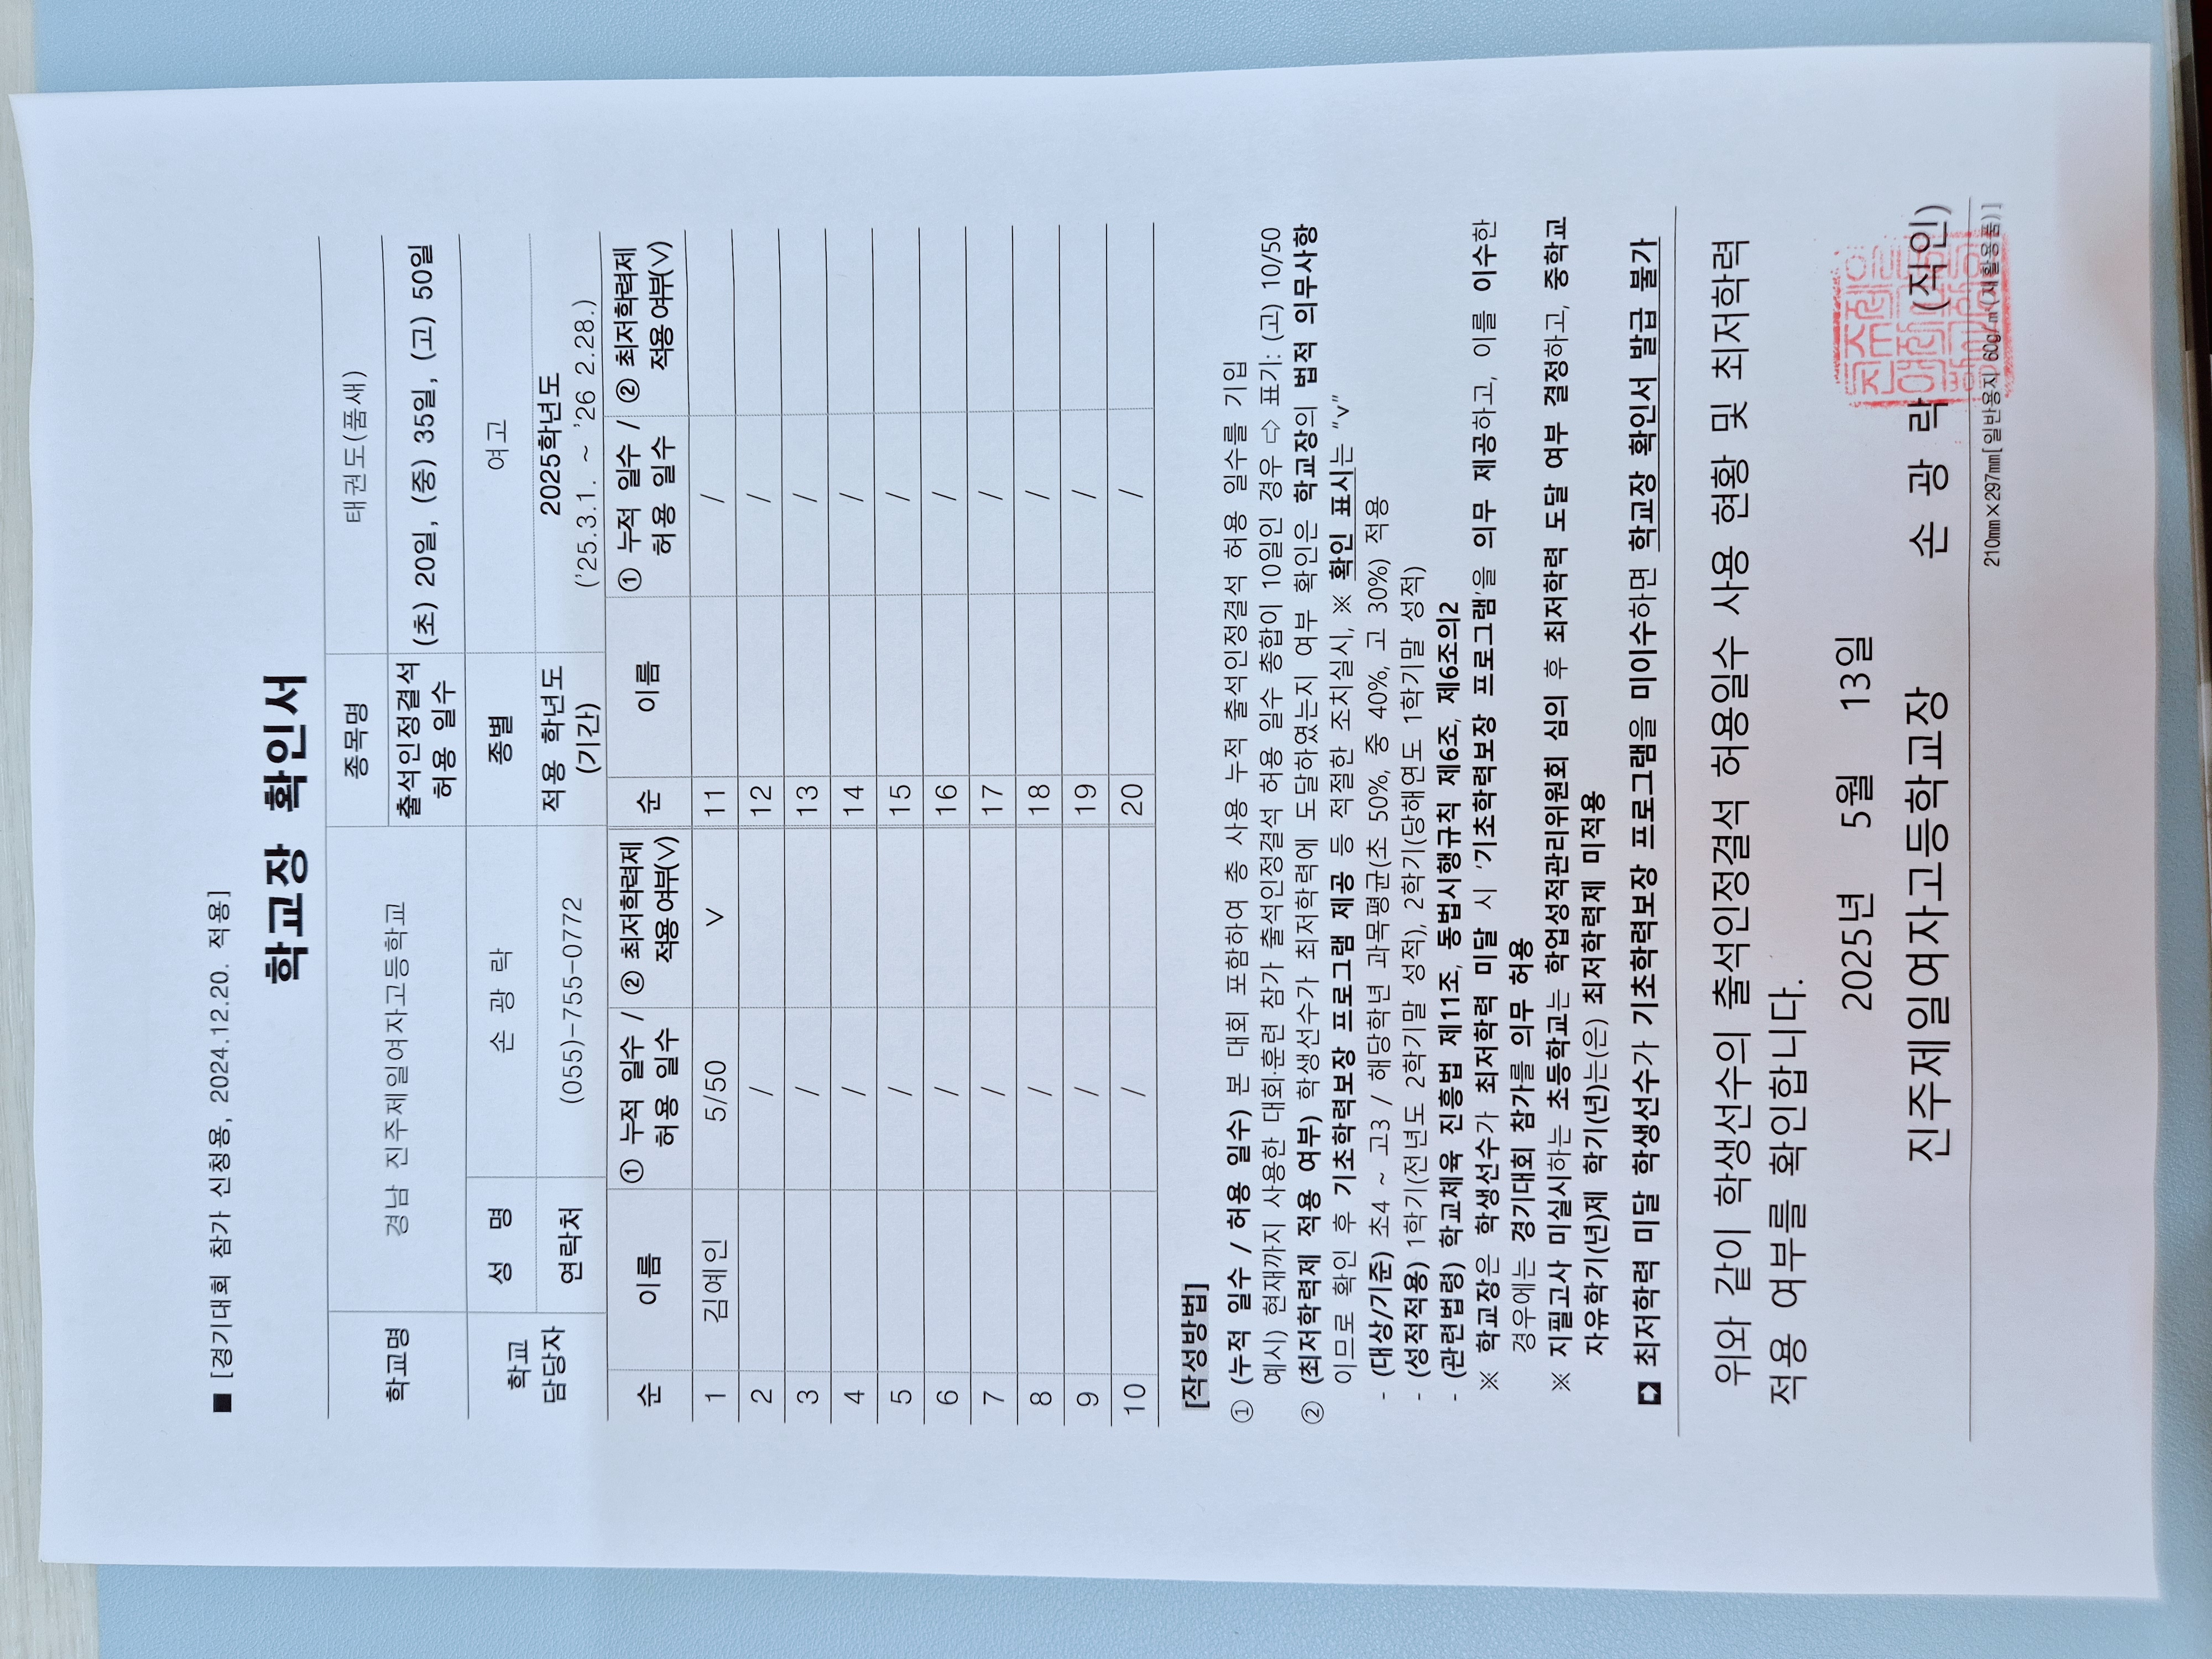 ■ [경기대회 참가 신청용, 2024.12.20. 적용]
학교장 확인서
학교명 경남 진주제일여자고등학교 종목명 태권도(품새)
출석인정결석 허용 일수 (초) 20일, (중) 35일, (고) 50일
학교 담당자 성 명 손 광 락 종별 여고
연락처 (055)-755-0772 적용 학년도 (기간) 2025학년도 ('25.3.1. ~ '26 2.28.)
순 이름 ① 누적 일수 / 허용 일수 ② 최저학력제 적용 여부(V) 순 이름 ① 누적 일수 / 허용 일수 ② 최저학력제 적용 여부(V)
1 김예인 5/50 V 11 /
2 / 12 /
3 / 13 /
4 / 14 /
5 / 15 /
6 / 16 /
7 / 17 /
8 / 18 /
9 / 19 /
10 / 20 /
[작성방법]
① (누적 일수 / 허용 일수) 본 대회 포함하여 총 사용 누적 출석인정결석 허용 일수를 기입
예시) 현재까지 사용한 대회·훈련 참가 출석인정결석 허용 일수 총합이 10일인 경우 ⇨ 표기: (고) 10/50
② (최저학력제 적용 여부) 학생선수가 최저학력에 도달하였는지 여부 확인은 학교장의 법적 의무사항
이므로 확인 후 기초학력보장 프로그램 제공 등 적절한 조치실시, ※ 확인 표시는 “v”
- (대상/기준) 초4 ~ 고3 / 해당학년 과목평균(초 50%, 중 40%, 고 30%) 적용
- (성적적용) 1학기(전년도 2학기말 성적), 2학기(당해연도 1학기말 성적)
- (관련법령) 학교체육 진흥법 제11조, 동법시행규칙 제6조, 제6조의2
※ 학교장은 학생선수가 최저학력 미달 시 ‘기초학력보장 프로그램’을 의무 제공하고, 이를 이수한
경우에는 경기대회 참가를 의무 허용
※ 지필고사 미실시하는 초등학교는 학업성적관리위원회 심의 후 최저학력 도달 여부 결정하고, 중학교
자유학기(년)제 학기(년)는(은) 최저학력제 미적용
➡ 최저학력 미달 학생선수가 기초학력보장 프로그램을 미이수하면 학교장 확인서 발급 불가
위와 같이 학생선수의 출석인정결석 허용일수 사용 현황 및 최저학력
적용 여부를 확인합니다.
2025년 5월 13일
진주제일여자고등학교장 손 광 락 (직인)
210㎜×297㎜[일반용지 60g/㎡(재활용품)]